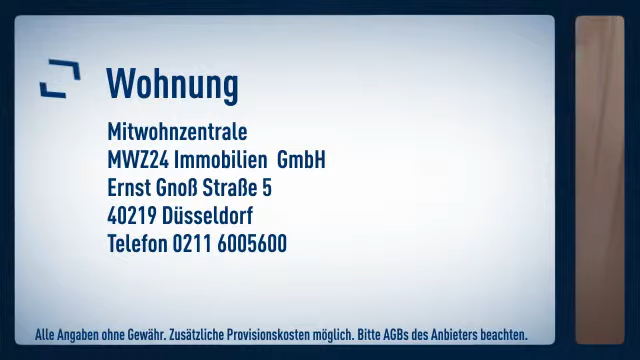 Wohnung
Mitwohnzentrale
MWZ24 Immobilien GmbH
Ernst Gnoß Straße 5
40219 Düsseldorf
Telefon 0211 6005600
Alle Angaben ohne Gewähr. Zusätzliche Provisionskosten möglich. Bitte AGBs des Anbieters beachten.